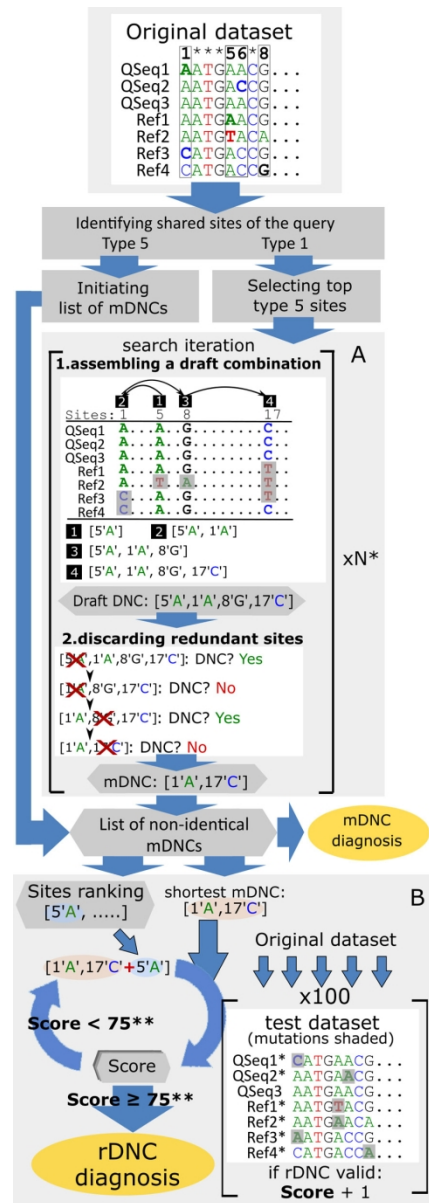 Original dataset
1***56*8
QSeq1 AATGAACG...
QSeq2 AATGACCG...
QSeq3 AATGAACG...
Ref1 AATGAACG...
Ref2 AATGTACA...
Ref3 CATGACCG...
Ref4 CATGACCG...
Identifying shared sites of the query
Type 5 Type 1
Initiating list of mDNCs
Selecting top type 5 sites
search iteration
A
1.assembling a draft combination
2 1 3 4
Sites: 1 5 8 17
QSeq1 A....A...G........C...
QSeq2 A....A...G........C...
QSeq3 A....A...G........C...
Ref1 A....A...G........T...
Ref2 A....T...A........T...
Ref3 C....A...G........T...
Ref4 C....A...G........C...
1 [5'A'] 2 [5'A', 1'A']
3 [5'A', 1'A', 8'G']
4 [5'A', 1'A', 8'G', 17'C']
Draft DNC: [5'A',1'A',8'G',17'C']
xN*
2.discarding redundant sites
[5'A',1'A',8'G',17'C']: DNC? Yes
[1'A',8'G',17'C']: DNC? No
[1'A',8'G',17'C']: DNC? Yes
[1'A',17'C']: DNC? No
mDNC: [1'A',17'C']
List of non-identical mDNCs
mDNC diagnosis
B
Sites ranking
[5'A', .....]
shortest mDNC:
[1'A',17'C']
[1'A',17'C'+5'A']
Original dataset
x100
Score < 75**
Score
Score ≥ 75**
rDNC diagnosis
test dataset
(mutations shaded)
QSeq1* CATGAACG...
QSeq2* AATGAACG...
QSeq3 AATGAACG...
Ref1* AATGTACG...
Ref2* AATGAACA...
Ref3* AATGACCG...
Ref4* CATGACCA...
if rDNC valid:
Score + 1